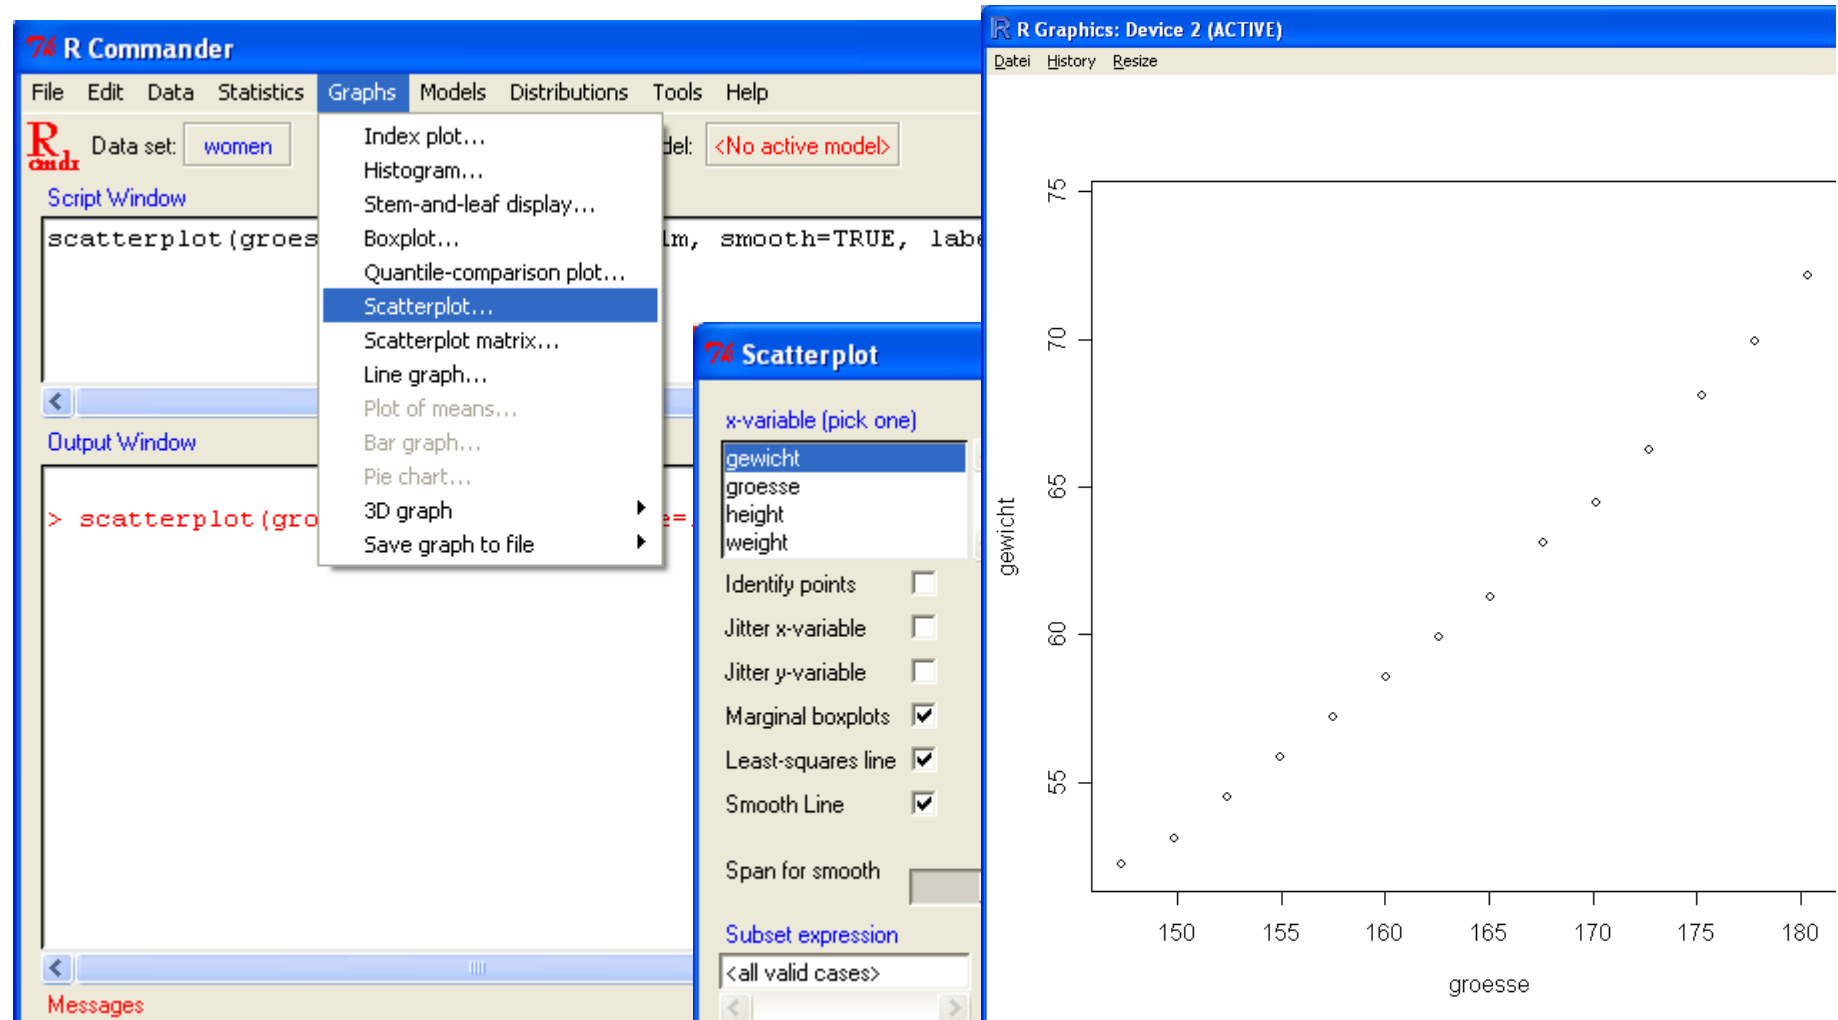 R Commander
File Edit Data Statistics Graphs Models Distributions Tools Help
R cmdr Data set: women del: <No active model>
Script Window
scatterplot(groes lm, smooth=TRUE, labe
Index plot...
Histogram...
Stem-and-leaf display...
Boxplot...
Quantile-comparison plot...
Scatterplot...
Scatterplot matrix...
Line graph...
Plot of means...
Bar graph...
Pie chart...
3D graph
Save graph to file
Output Window
> scatterplot(gro e=
Messages
Scatterplot
x-variable (pick one)
gewicht
groesse
height
weight
Identify points
Jitter x-variable
Jitter y-variable
Marginal boxplots
Least-squares line
Smooth Line
Span for smooth
Subset expression
<all valid cases>
R Graphics: Device 2 (ACTIVE)
Datei History Resize
75
70
65
60
55
gewicht
150 155 160 165 170 175 180
groesse